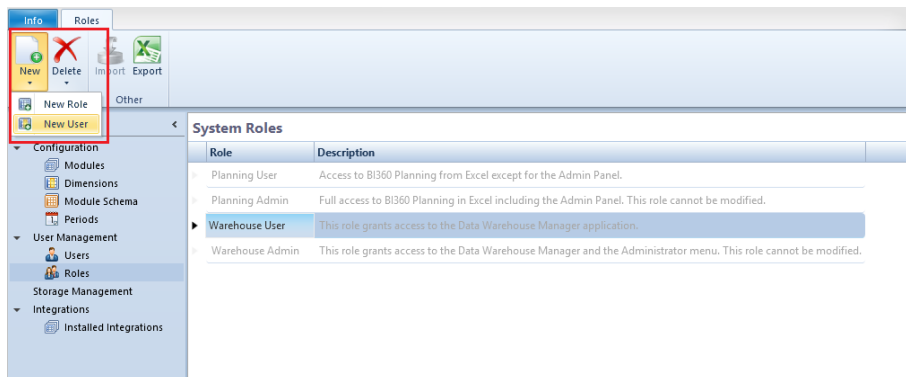 Info Roles
New Delete Import Export
Other
New Role
New User
Configuration
Modules
Dimensions
Module Schema
Periods
User Management
Users
Roles
Storage Management
Integrations
Installed Integrations
System Roles
Role Description
Planning User Access to BI360 Planning from Excel except for the Admin Panel.
Planning Admin Full access to BI360 Planning in Excel including the Admin Panel. This role cannot be modified.
Warehouse User This role grants access to the Data Warehouse Manager application.
Warehouse Admin This role grants access to the Data Warehouse Manager and the Administrator menu. This role cannot be modified.